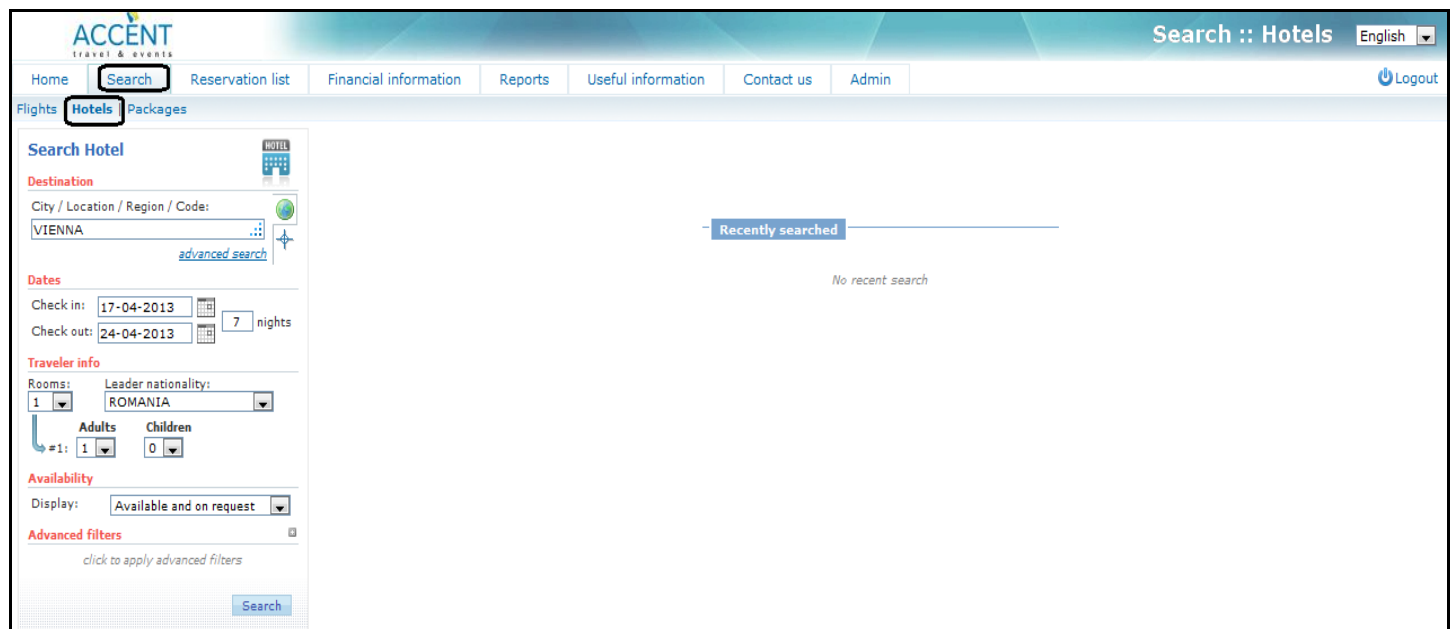 ACCENT
travel & events
Search :: Hotels English
Home Search Reservation list Financial information Reports Useful information Contact us Admin Logout
Flights Hotels | Packages
Search Hotel
HOTEL
Destination
City / Location / Region / Code:
VIENNA
advanced search
Dates
Check in: 17-04-2013
7 nights
Check out: 24-04-2013
Traveler info
Rooms: Leader nationality:
1 ROMANIA
Adults Children
#1: 1 0
Availability
Display: Available and on request
Advanced filters
click to apply advanced filters
Search
Recently searched
No recent search